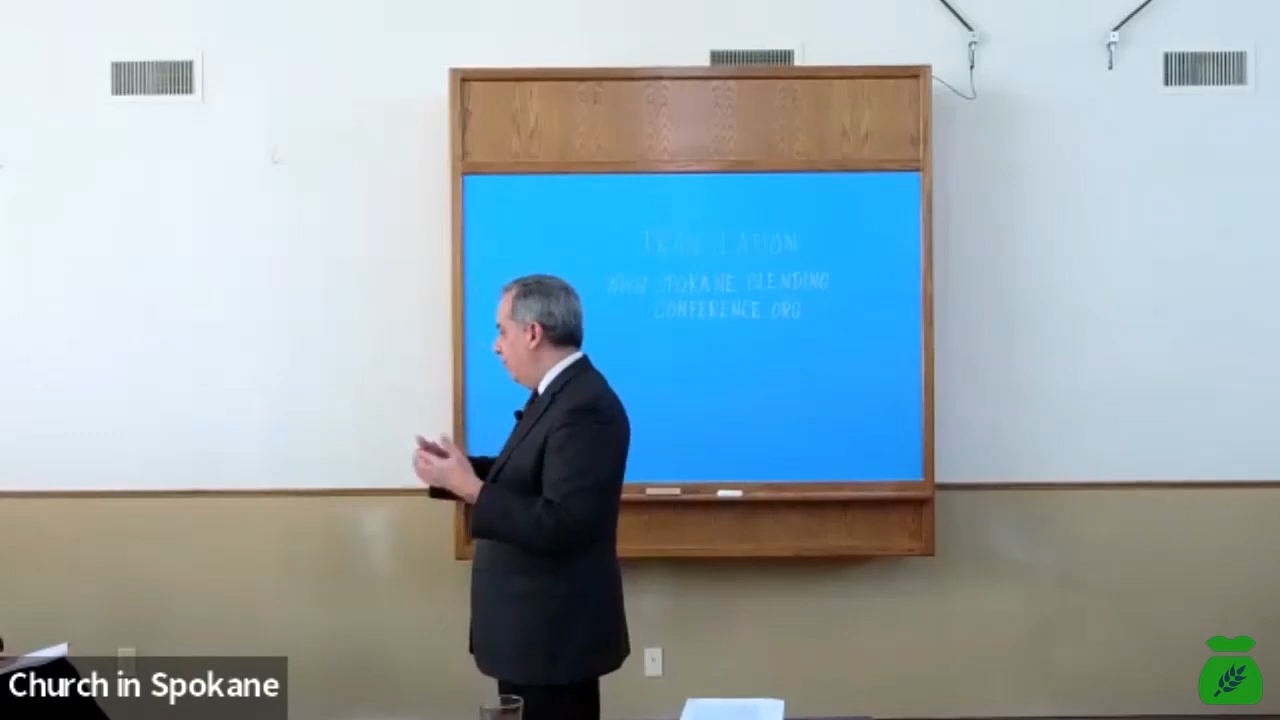 TRANSLATION
WWW SPOKANE BLENDING
CONFERENCE.ORG
Church in Spokane